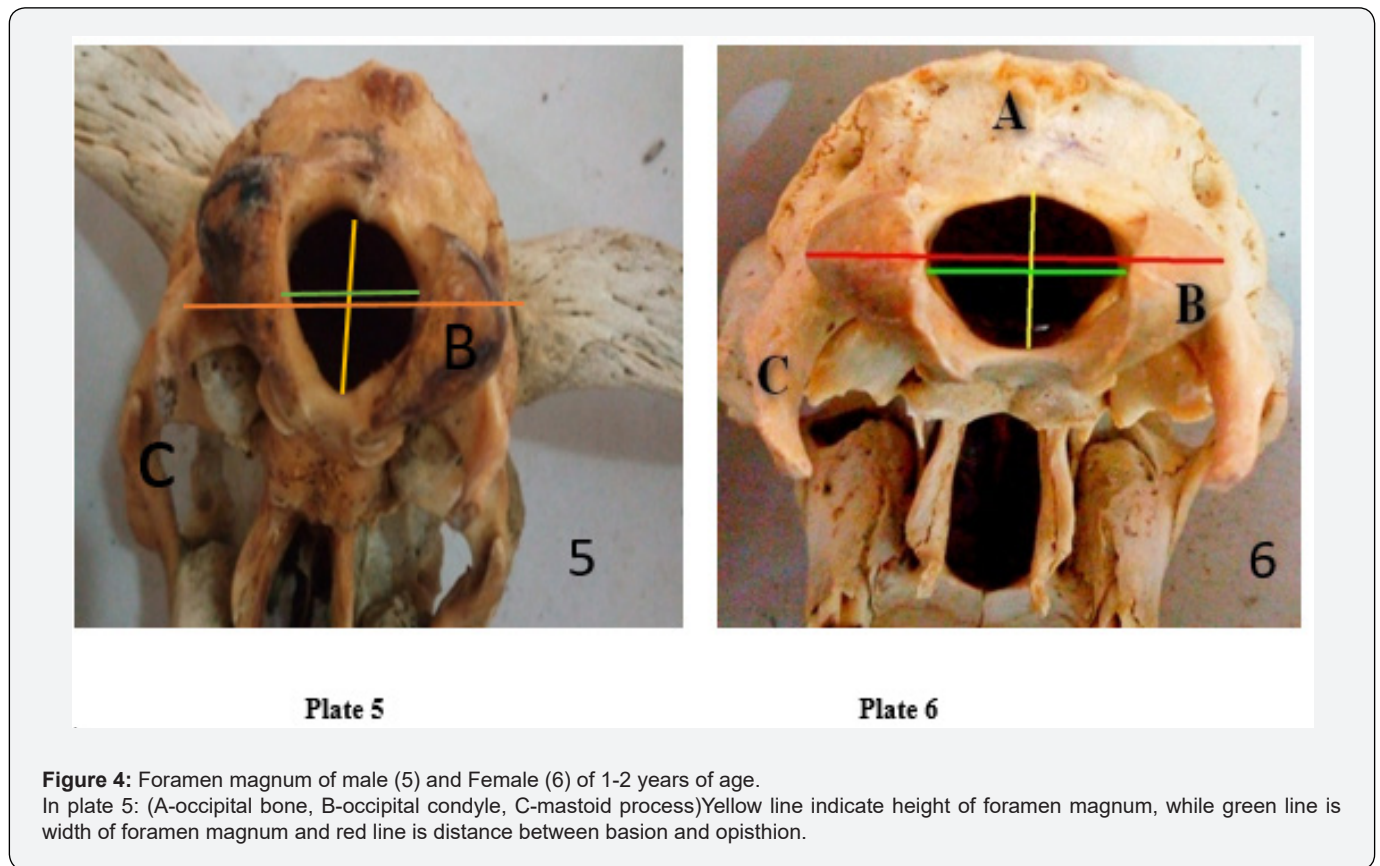 B
C
5
A
B
C
6
Plate 5
Plate 6
Figure 4: Foramen magnum of male (5) and Female (6) of 1-2 years of age.
In plate 5: (A-occipital bone, B-occipital condyle, C-mastoid process)Yellow line indicate height of foramen magnum, while green line is
width of foramen magnum and red line is distance between basion and opisthion.